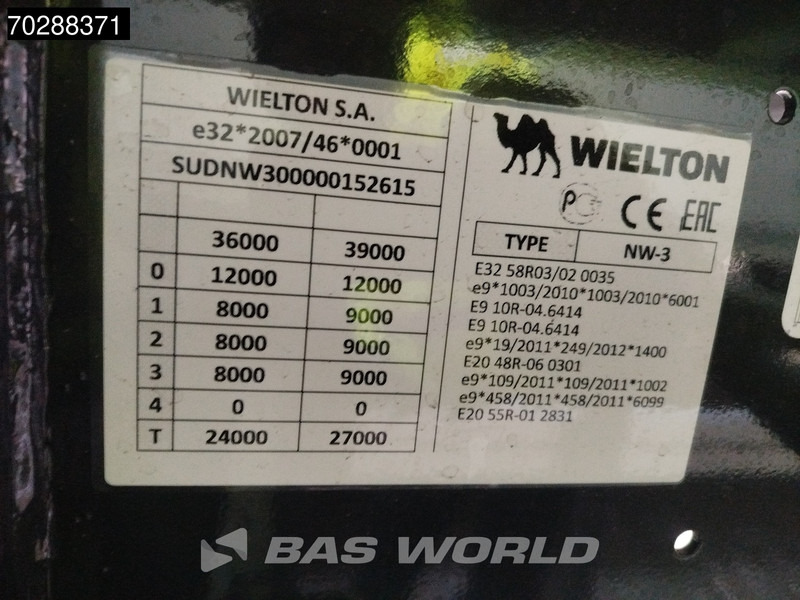 70288371
WIELTON S.A.
e32*2007/46*0001
SUDNW300000152615
36000 39000
0 12000 12000
1 8000 9000
2 8000 9000
3 8000 9000
4 0 0
T 24000 27000
WIELTON
CE EAC
TYPE NW-3
E32 58R03/02 0035
e9*1003/2010*1003/2010*6001
E9 10R-04.6414
E9 10R-04.6414
e9*19/2011*249/2012*1400
E20 48R-06 0301
e9*109/2011*109/2011*1002
e9*458/2011*458/2011*6099
E20 55R-01 2831
BAS WORLD